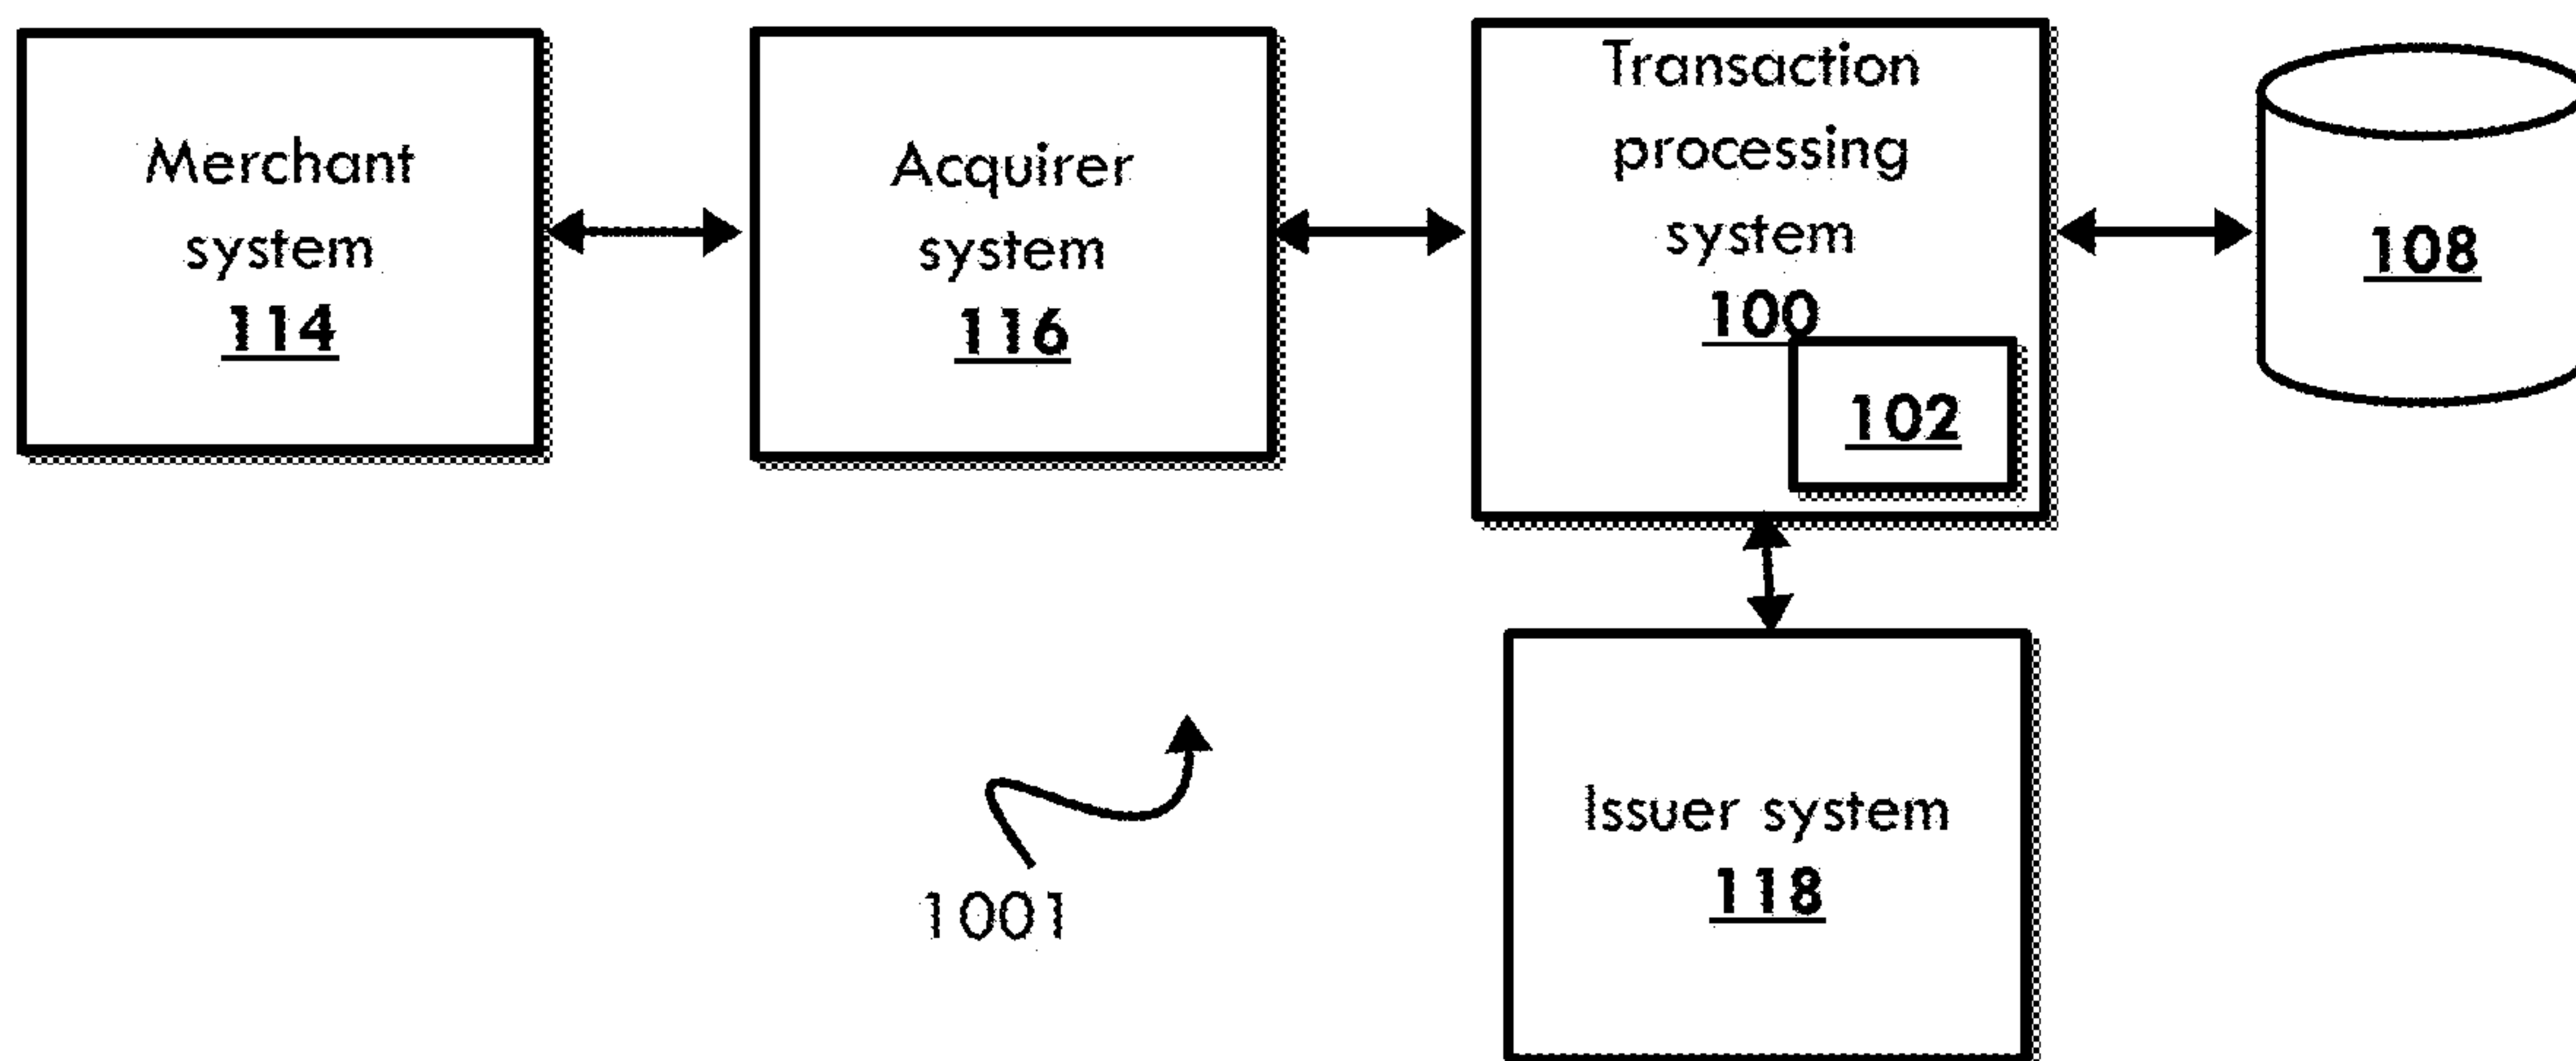 Merchant
system
114
Acquirer
system
116
Transaction
processing
system
100
102
108
Issuer system
118
1001